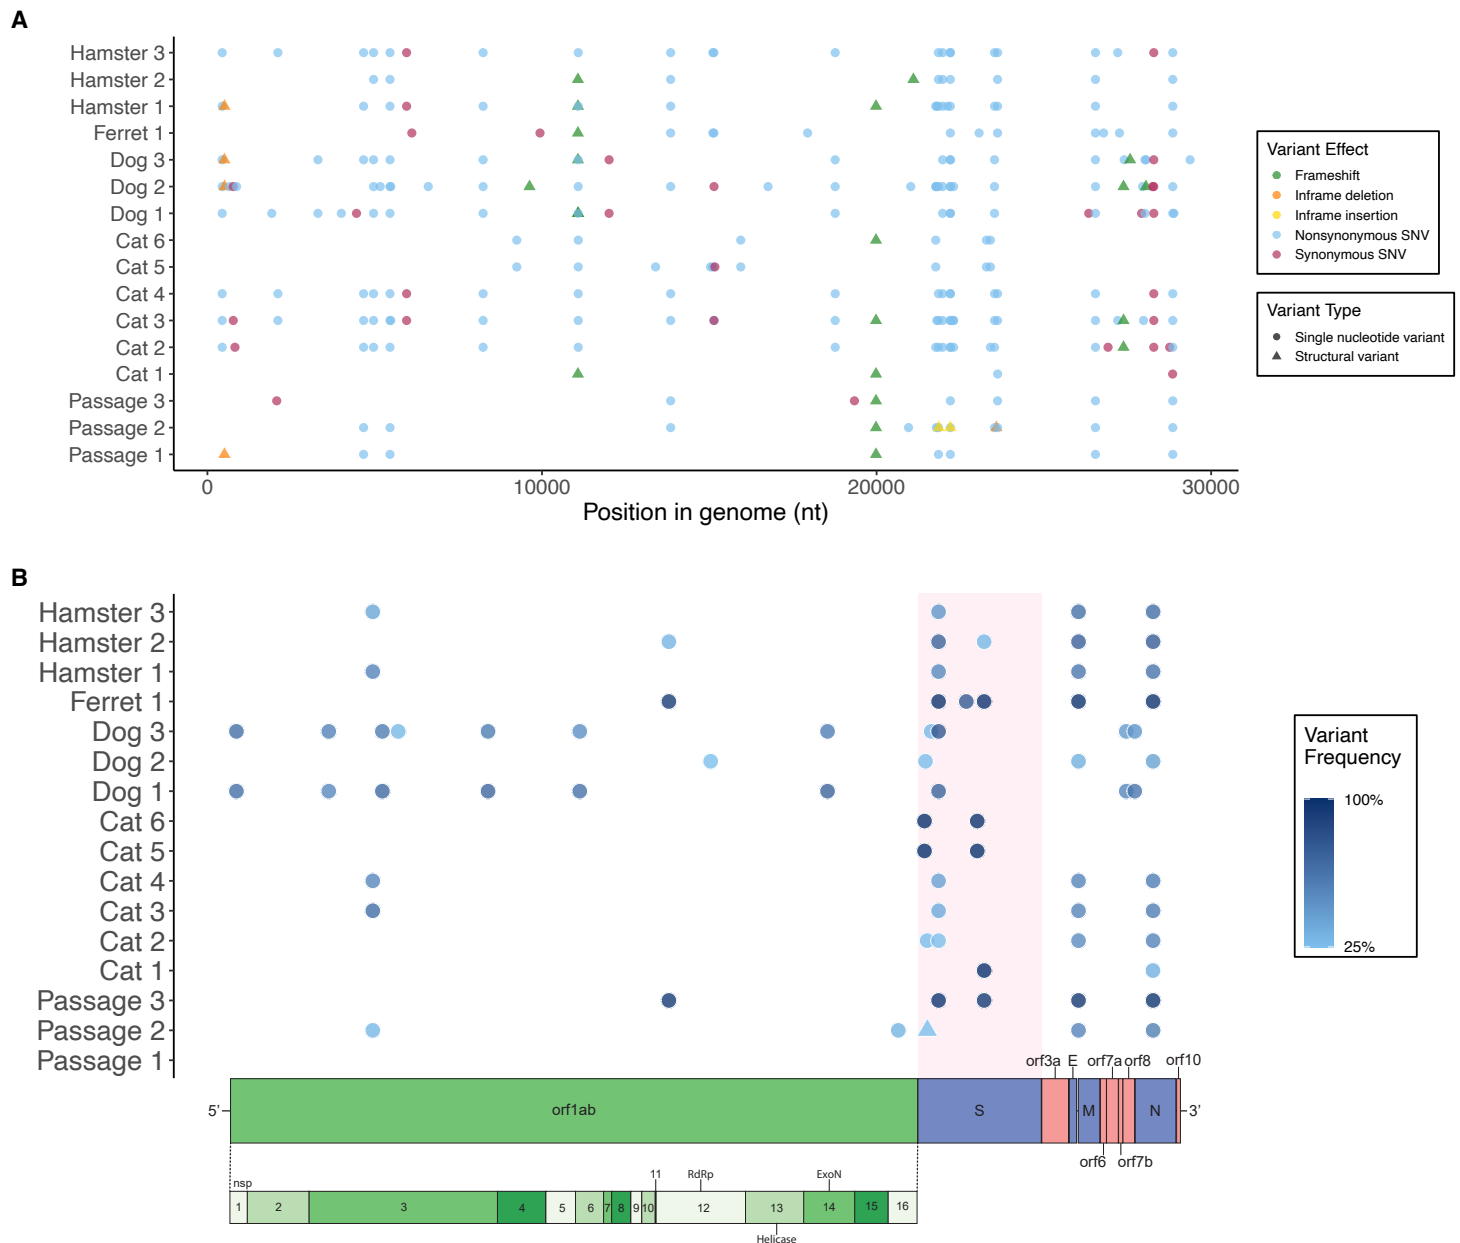 A
Hamster 3
Hamster 2
Hamster 1
Ferret 1
Dog 3
Dog 2
Dog 1
Cat 6
Cat 5
Cat 4
Cat 3
Cat 2
Cat 1
Passage 3
Passage 2
Passage 1
0 10000 20000 30000
Position in genome (nt)
Variant Effect
Frameshift
Inframe deletion
Inframe insertion
Nonsynonymous SNV
Synonymous SNV
Variant Type
Single nucleotide variant
Structural variant
B
Hamster 3
Hamster 2
Hamster 1
Ferret 1
Dog 3
Dog 2
Dog 1
Cat 6
Cat 5
Cat 4
Cat 3
Cat 2
Cat 1
Passage 3
Passage 2
Passage 1
Variant
Frequency
100%
25%
orf3a E orf7a orf8 orf10
5' orf1ab S M N 3'
orf6 orf7b
nsp 11 RdRp ExoN
1 2 3 4 5 6 7 8 9 10 12 13 14 15 16
Helicase